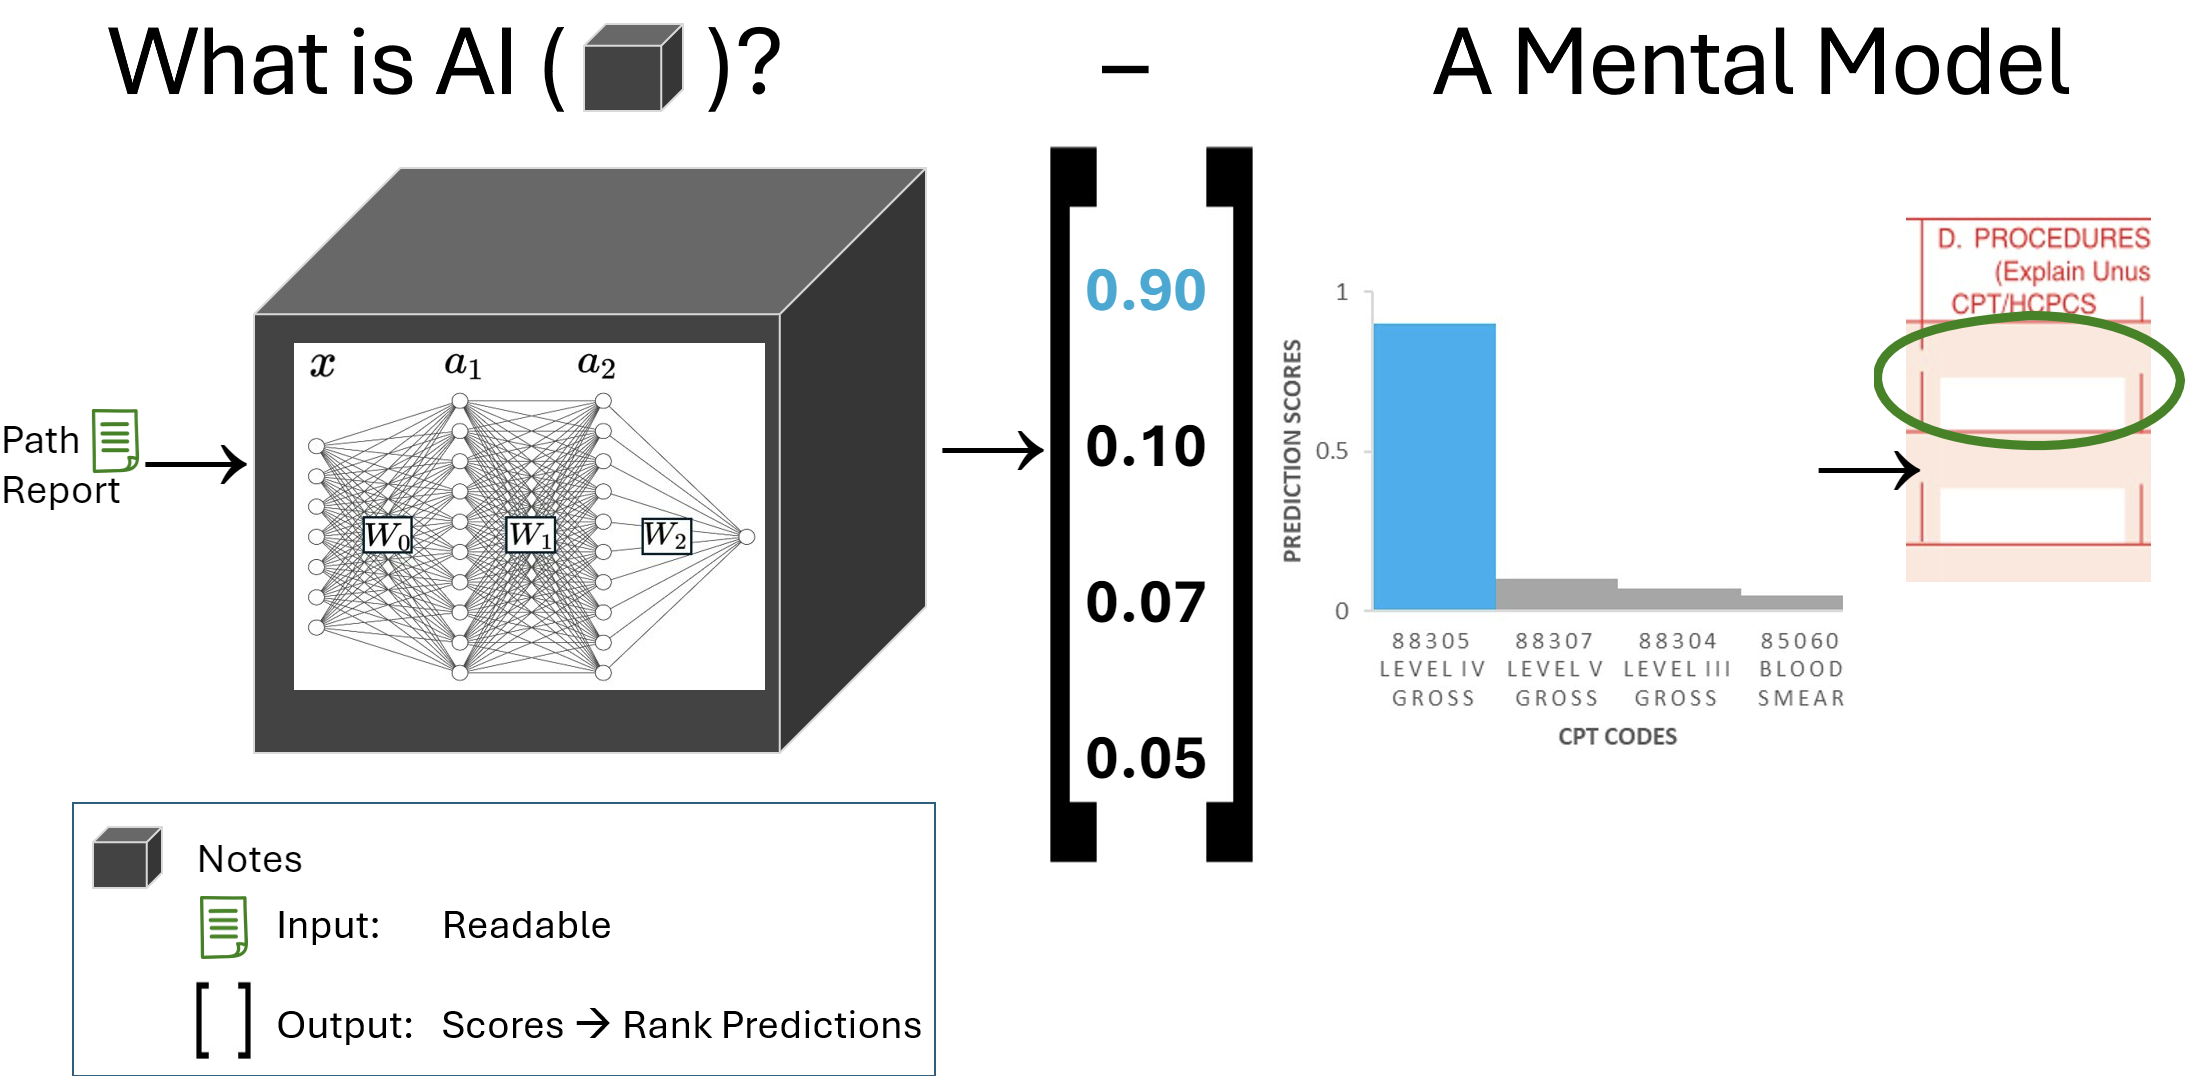 What is AI ( )? – A Mental Model
Path
Report
x a₁ a₂
W₀ W₁ W₂
0.90
0.10
0.07
0.05
PREDICTION SCORES
1
0.5
0
88305
LEVEL IV
GROSS
88307
LEVEL V
GROSS
88304
LEVEL III
GROSS
85060
BLOOD
SMEAR
CPT CODES
D. PROCEDURES
(Explain Unus
CPT/HCPCS
Notes
Input: Readable
[ ] Output: Scores → Rank Predictions